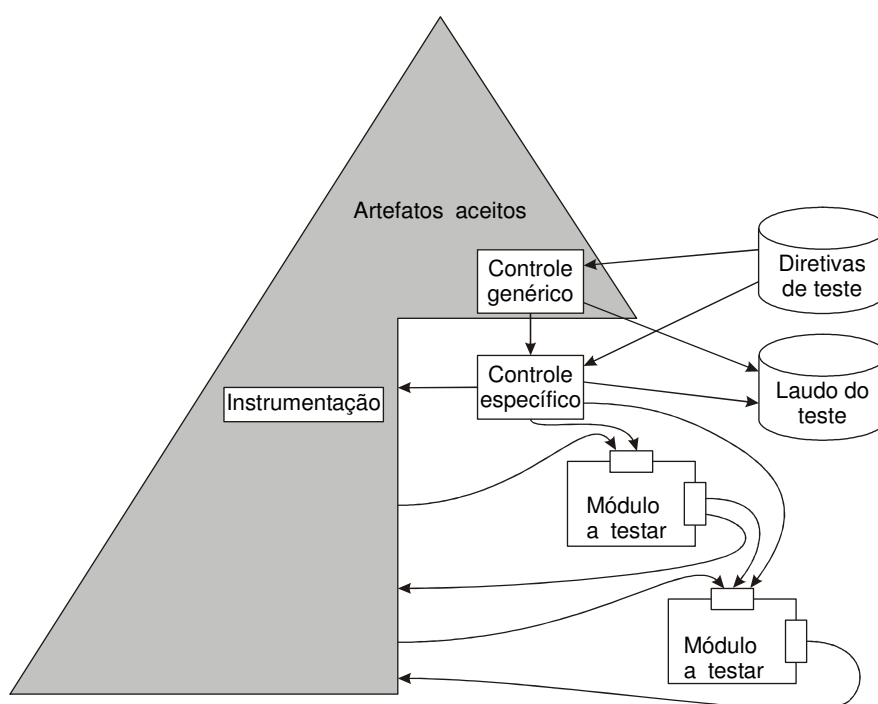 Artefatos aceitos
Controle
genérico
Diretivas
de teste
Controle
específico
Instrumentação
Laudo do
teste
Módulo
a testar
Módulo
a testar